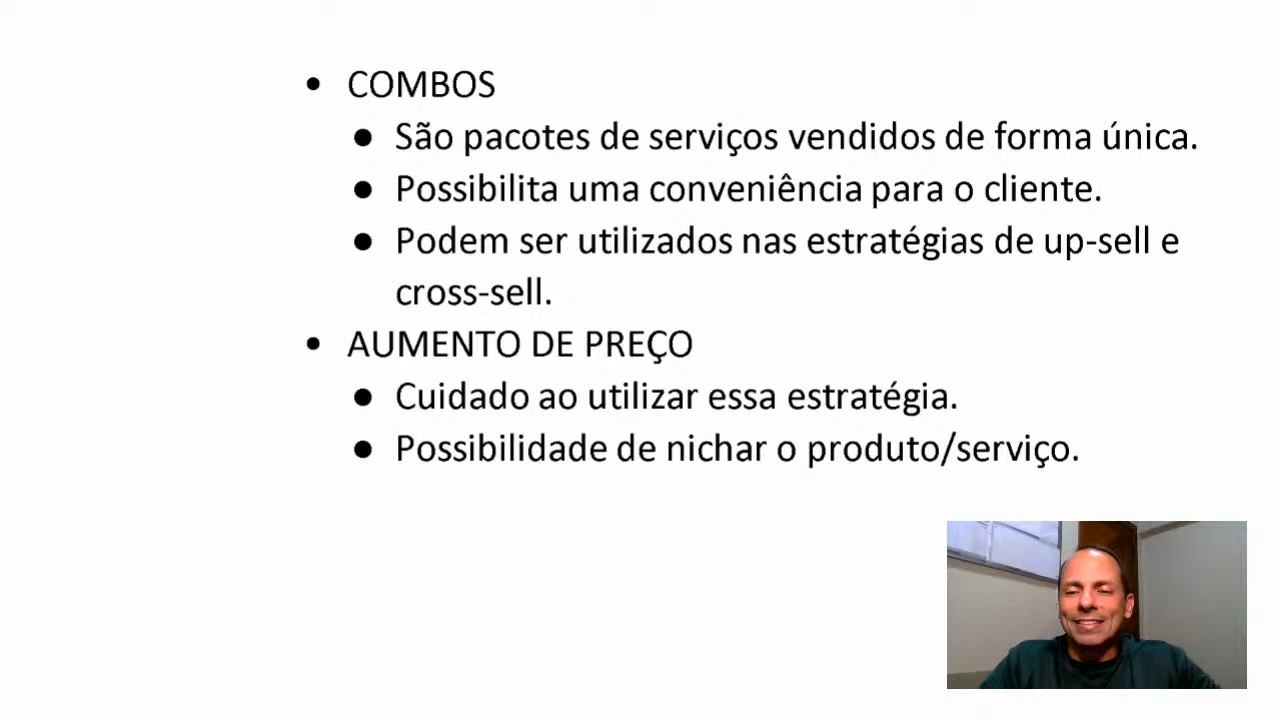 • COMBOS
● São pacotes de serviços vendidos de forma única.
● Possibilita uma conveniência para o cliente.
● Podem ser utilizados nas estratégias de up-sell e
cross-sell.
• AUMENTO DE PREÇO
● Cuidado ao utilizar essa estratégia.
● Possibilidade de nichar o produto/serviço.